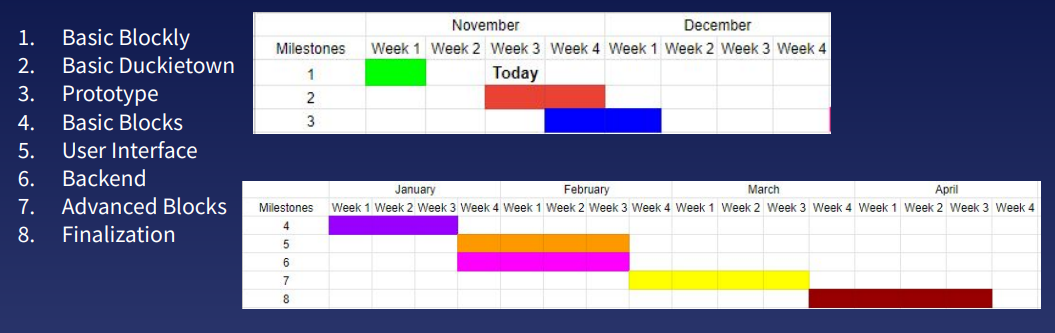 1. Basic Blockly
2. Basic Duckietown
3. Prototype
4. Basic Blocks
5. User Interface
6. Backend
7. Advanced Blocks
8. Finalization
November December
Milestones Week 1 Week 2 Week 3 Week 4 Week 1 Week 2 Week 3 Week 4
1 Today
2
3
January February March April
Milestones Week 1 Week 2 Week 3 Week 4 Week 1 Week 2 Week 3 Week 4 Week 1 Week 2 Week 3 Week 4 Week 1 Week 2 Week 3 Week 4
4
5
6
7
8